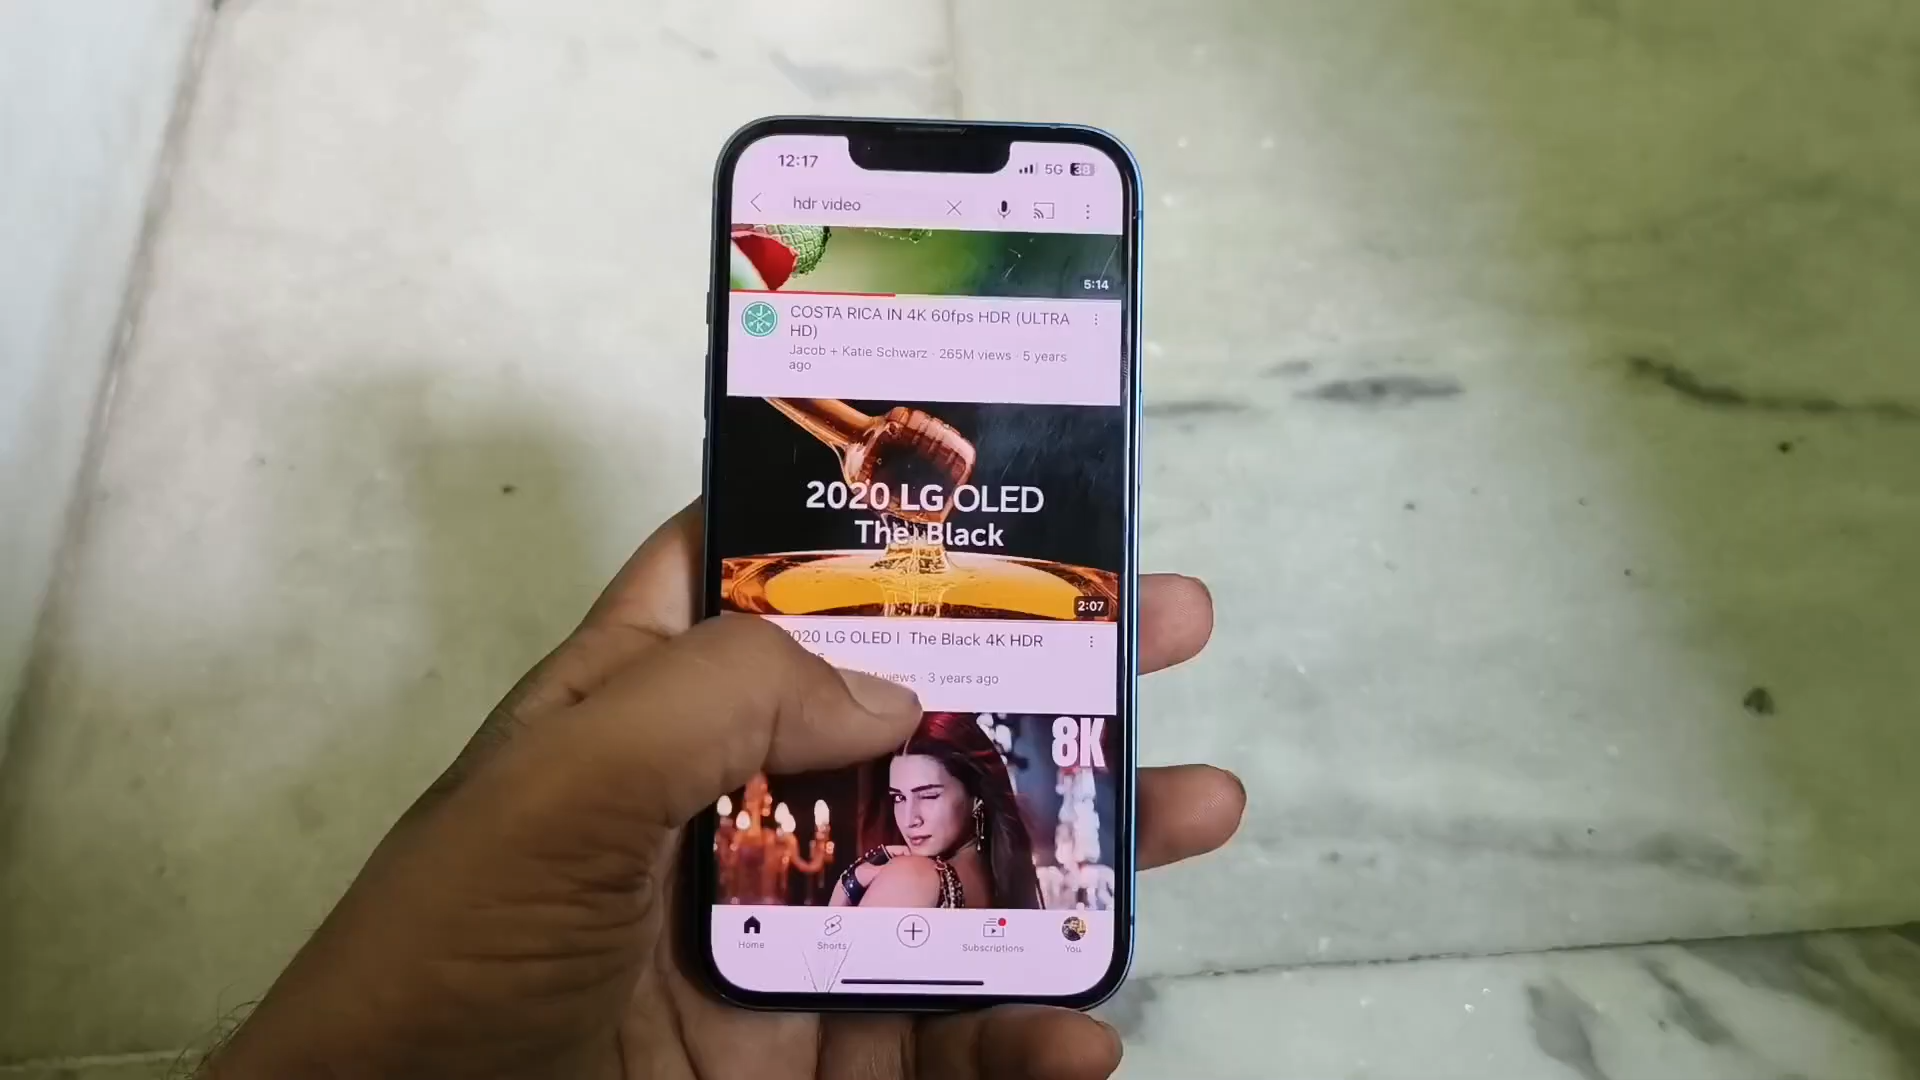 12:17
5G 38
hdr video
5:14
COSTA RICA IN 4K 60fps HDR (ULTRA
HD)
Jacob + Katie Schwarz · 265M views · 5 years
ago
2020 LG OLED
The Black
2:07
2020 LG OLED l The Black 4K HDR
views · 3 years ago
8K
Home
Shorts
Subscriptions
You